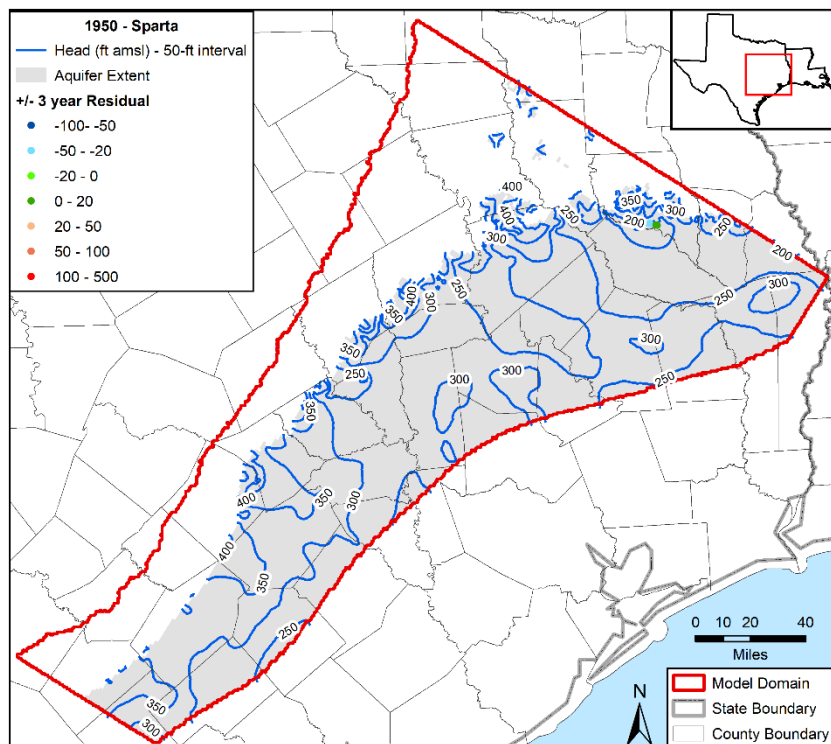 1950 - Sparta
Head (ft amsl) - 50-ft interval
Aquifer Extent
+/- 3 year Residual
-100- -50
-50 - -20
-20 - 0
0 - 20
20 - 50
50 - 100
100 - 500
400
350
300
250
400
250
200
300
250
200
300
400
300
350
250
300
250
350
250
300
300
250
350
350
300
400
400
350
250
350
300
0 10 20 40
Miles
N
Model Domain
State Boundary
County Boundary